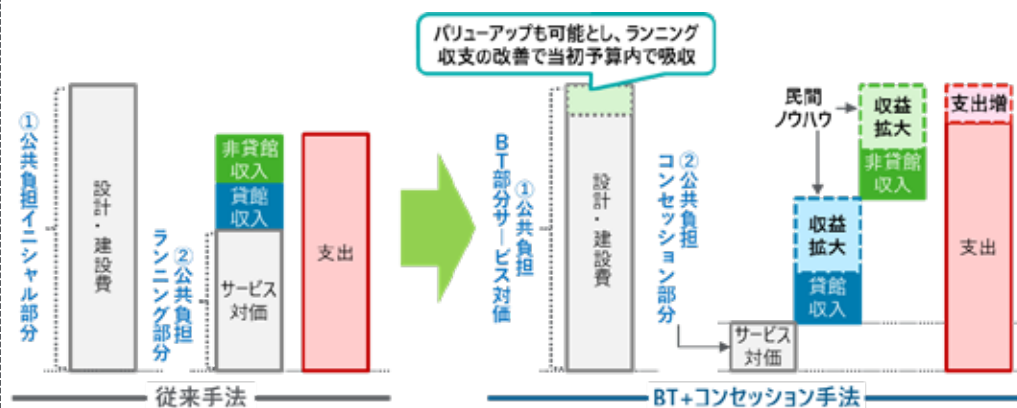 バリューアップも可能とし、ランニング
収支の改善で当初予算内で吸収
①公共負担イニシャル部分
設計・建設費
②公共負担
ランニング部分
非貸館
収入
貸館
収入
サービス
対価
支出
従来手法
①公共負担
BT部分サービス対価
設計・建設費
②公共負担
コンセッション部分
サービス
対価
民間
ノウハウ
収益
拡大
貸館
収入
収益
拡大
非貸館
収入
支出増
支出
BT+コンセッション手法